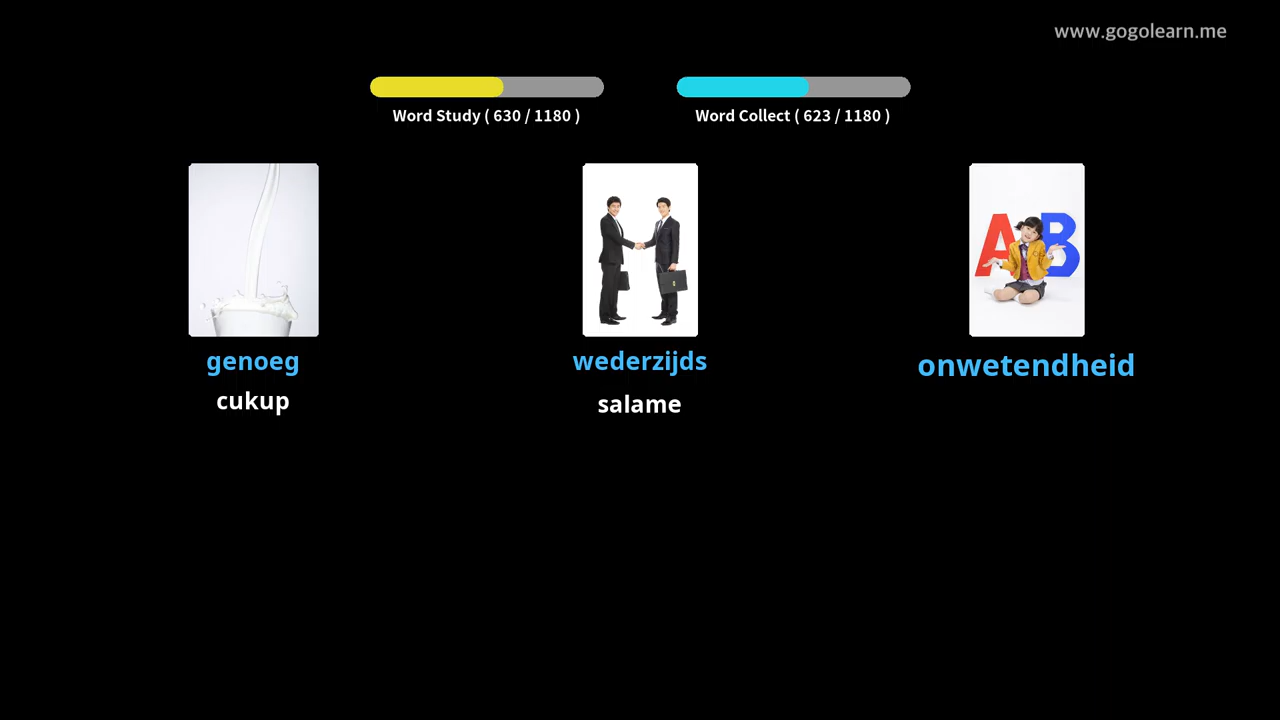 www.gogolearn.me
Word Study ( 630 / 1180 )
Word Collect ( 623 / 1180 )
A B
genoeg
wederzijds
onwetendheid
cukup
salame